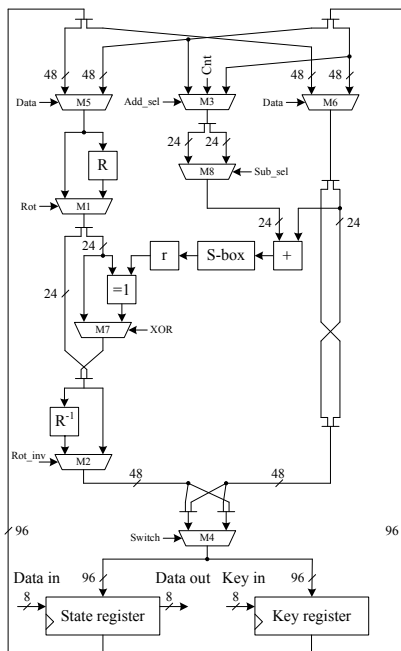 48 48 48 48
Cnt
Data M5 Add_sel M3 Data M6
24 24
R
M8 Sub_sel
Rot M1
24 24
24 r S-box +
=1
24
M7 XOR
R⁻¹
Rot_inv M2
48 48
96 96
Switch M4
Data in 96 Data out Key in 96
8 State register 8 8 Key register